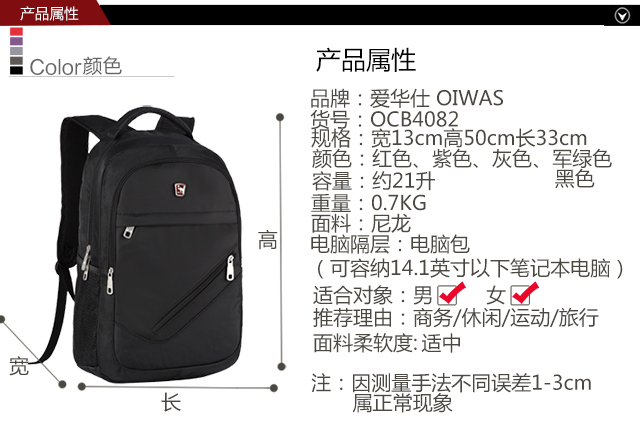 产品属性
Color颜色
产品属性
品牌：爱华仕 OIWAS
货号：OCB4082
规格：宽13cm高50cm长33cm
颜色：红色、紫色、灰色、军绿色
黑色
容量：约21升
重量：0.7KG
面料：尼龙
电脑隔层：电脑包
（可容纳14.1英寸以下笔记本电脑）
适合对象：男 女
推荐理由：商务/休闲/运动/旅行
面料柔软度: 适中
注：因测量手法不同误差1-3cm
属正常现象
高
宽
长